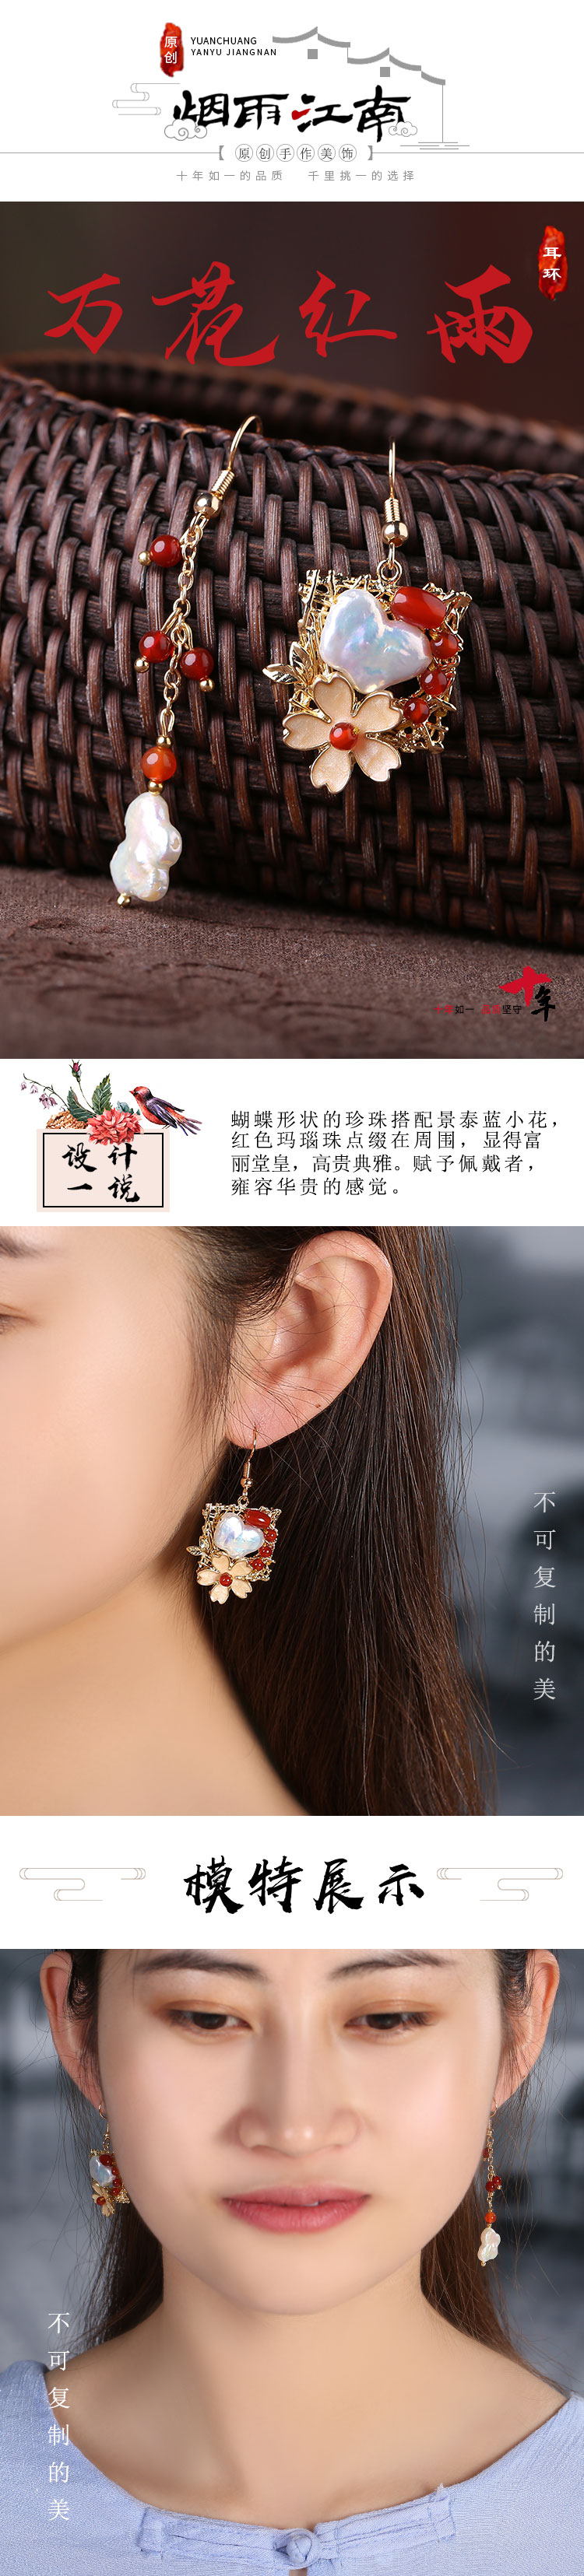 原创
YUANCHUANG
YANYU JIANGNAN
烟雨江南
【原创手作美饰】
十年如一的品质 千里挑一的选择
耳环
万花红雨
十年
如一
坚守
设计
一说
蝴蝶形状的珍珠搭配景泰蓝小花，
红色玛瑙珠点缀在周围，显得富
丽堂皇，高贵典雅。赋予佩戴者，
雍容华贵的感觉。
不可复制的美
模特展示
不可复制的美